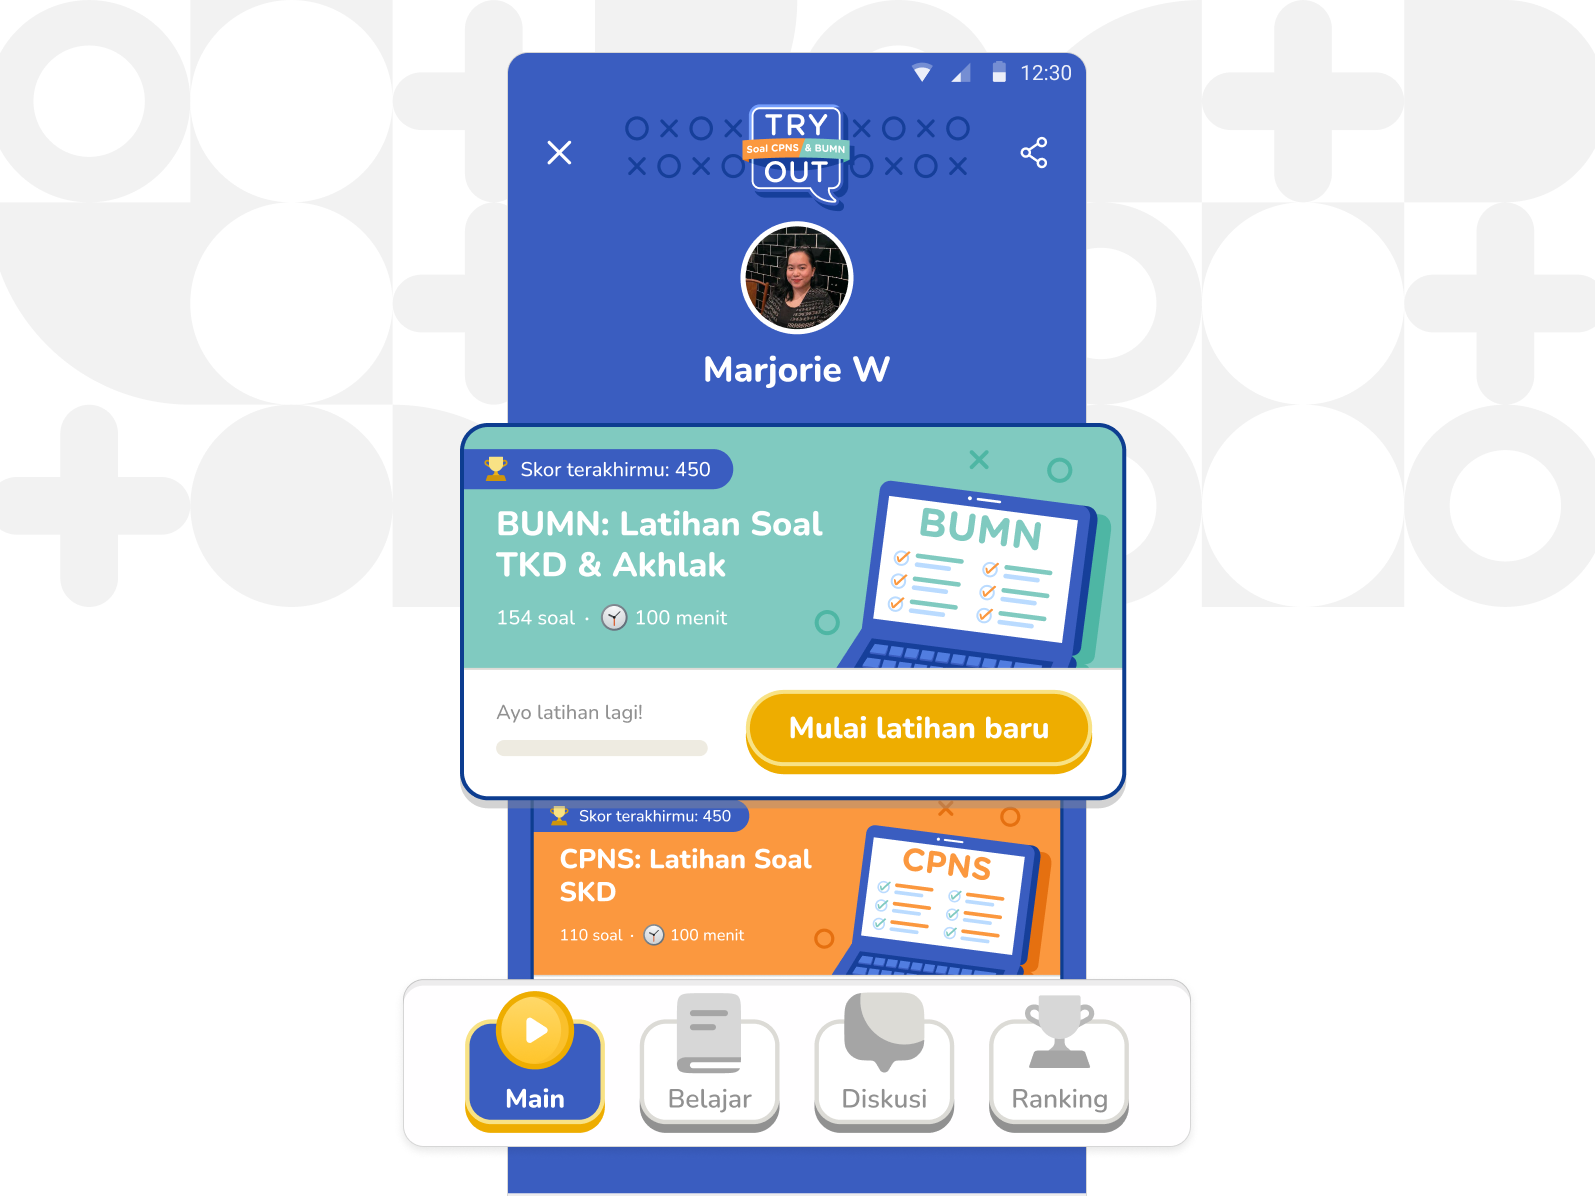 12:30
TRY
Soal CPNS & BUMN
OUT
Marjorie W
Skor terakhirmu: 450
BUMN: Latihan Soal
TKD & Akhlak
154 soal · 100 menit
BUMN
Ayo latihan lagi!
Mulai latihan baru
Skor terakhirmu: 450
CPNS: Latihan Soal
SKD
110 soal · 100 menit
CPNS
Main
Belajar
Diskusi
Ranking